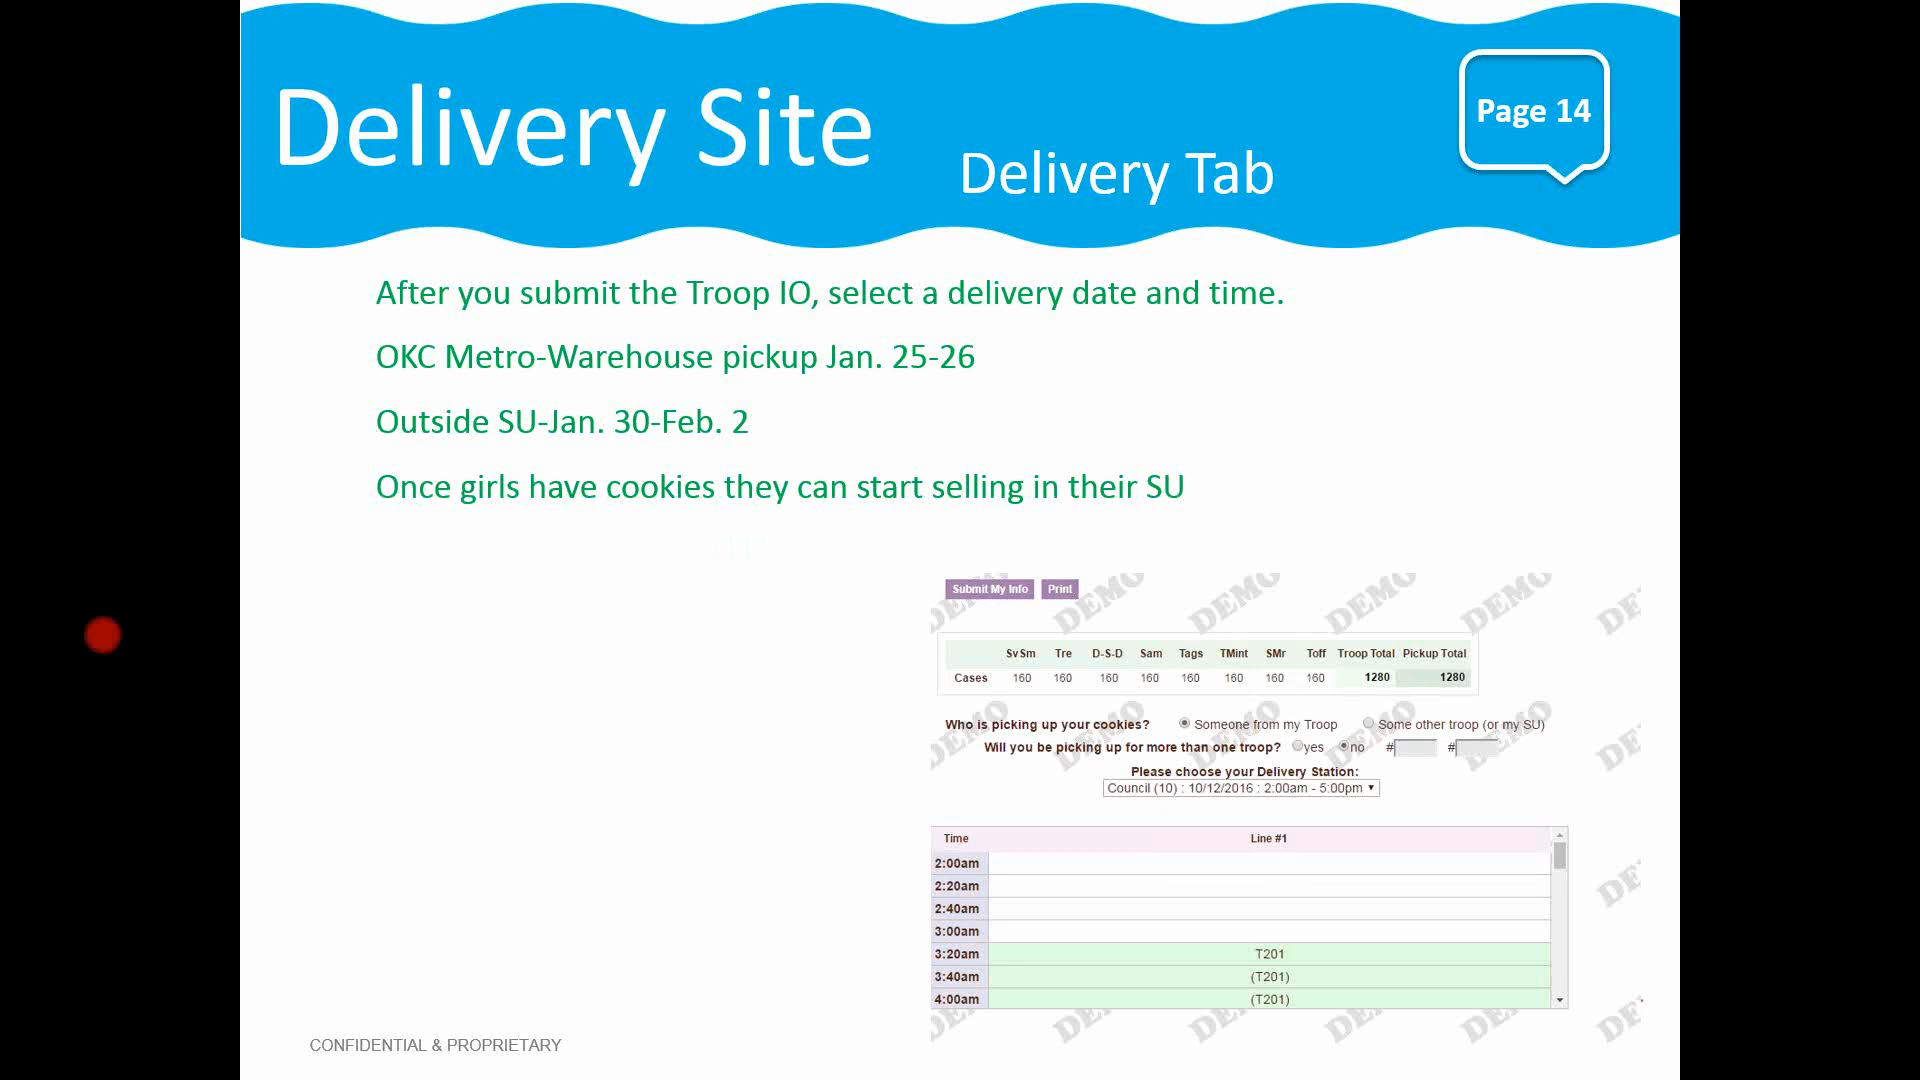 Delivery Site
Delivery Tab
Page 14
After you submit the Troop IO, select a delivery date and time.
OKC Metro-Warehouse pickup Jan. 25-26
Outside SU-Jan. 30-Feb. 2
Once girls have cookies they can start selling in their SU
Submit My Info Print
SvSm Tre D-S-D Sam Tags TMint SMr Toff Troop Total Pickup Total
Cases 160 160 160 160 160 160 160 160 1280 1280
Who is picking up your cookies? Someone from my Troop Some other troop (or my SU)
Will you be picking up for more than one troop? yes no # #
Please choose your Delivery Station:
Council (10) : 10/12/2016 : 2:00am - 5:00pm
Time Line #1
2:00am
2:20am
2:40am
3:00am
3:20am T201
3:40am (T201)
4:00am (T201)
DEMO DEMO DEMO DEMO DEMO
CONFIDENTIAL & PROPRIETARY